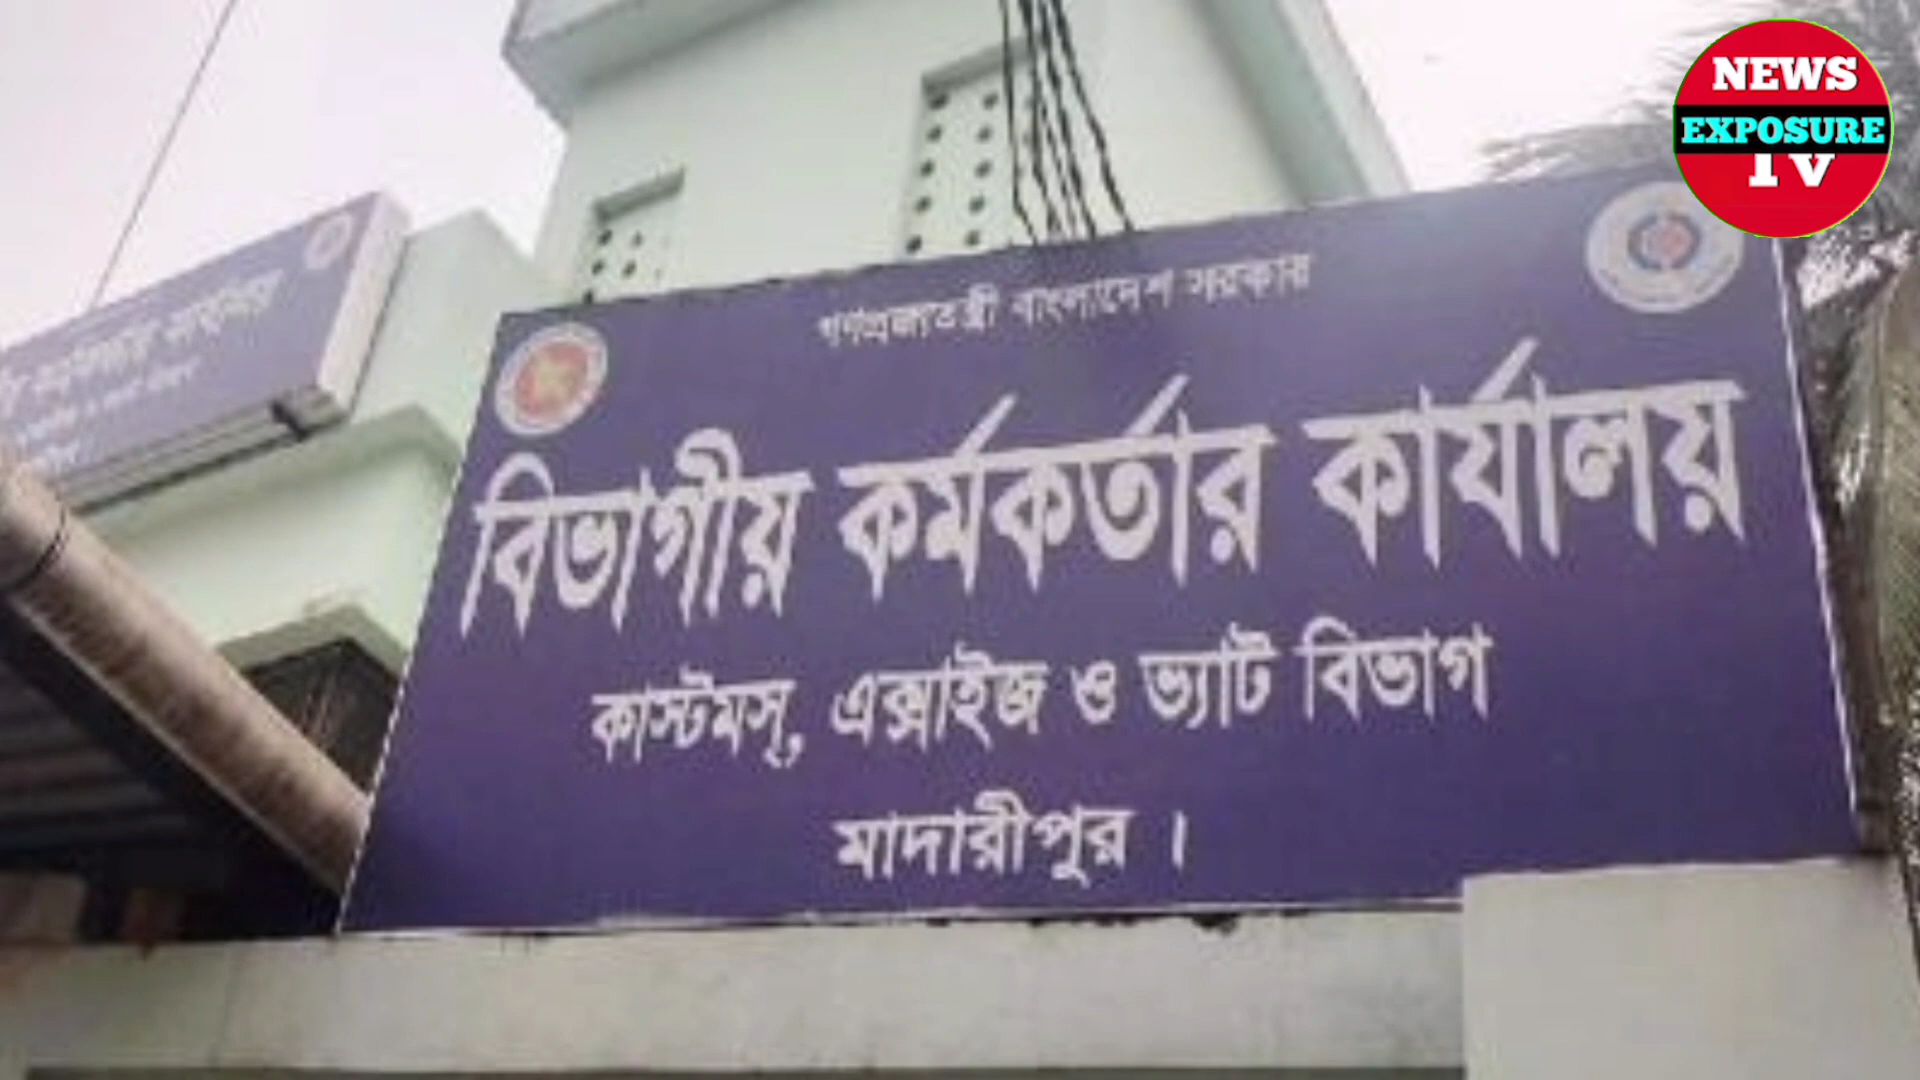 NEWS
EXPOSURE
TV
গণপ্রজাতন্ত্রী বাংলাদেশ সরকার
বিভাগীয় কর্মকর্তার কার্যালয়
কাস্টমস্, এক্সাইজ ও ভ্যাট বিভাগ
মাদারীপুর ।